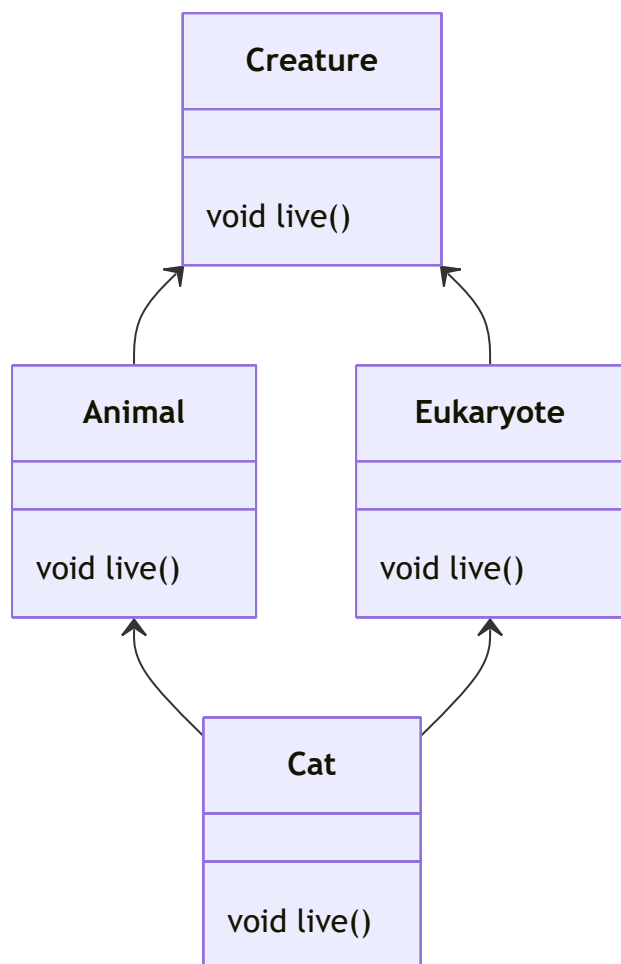 Creature
void live()
Animal
void live()
Eukaryote
void live()
Cat
void live()